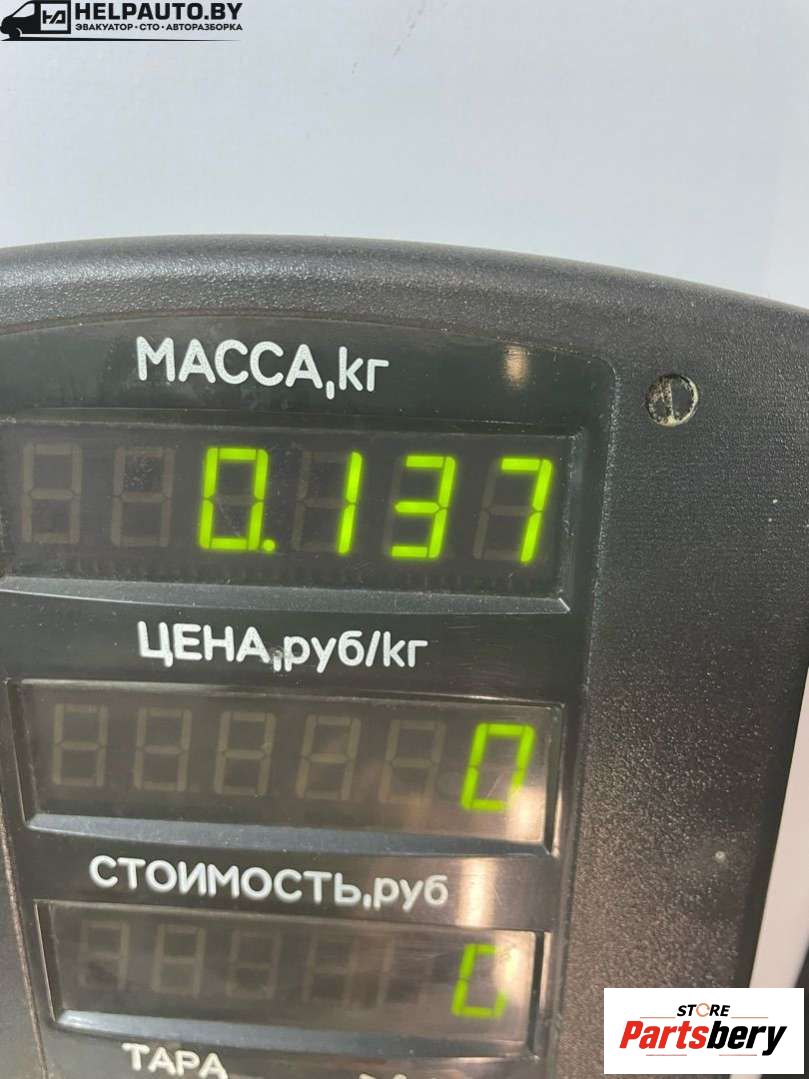 HELPAUTO.BY
ЭВАКУАТОР • СТО • АВТОРАЗБОРКА
МАССА,кг
0.137
ЦЕНА,руб/кг
0
СТОИМОСТЬ,руб
0
ТАРА
STORE
Partsbery